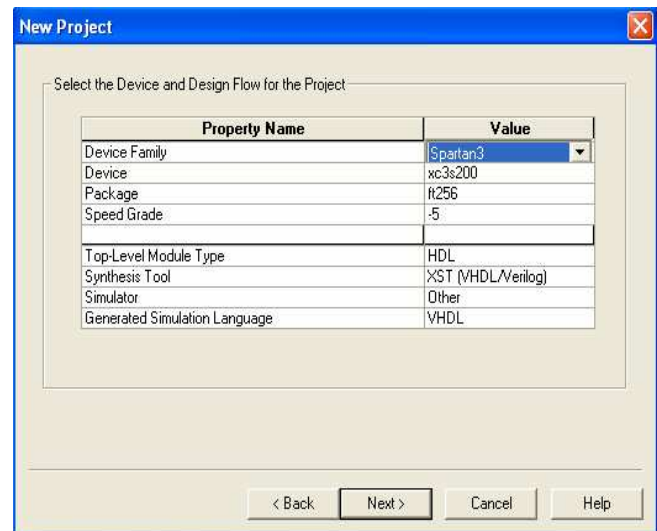 New Project
Select the Device and Design Flow for the Project
Property Name Value
Device Family Spartan3
Device xc3s200
Package ft256
Speed Grade -5
Top-Level Module Type HDL
Synthesis Tool XST (VHDL/Verilog)
Simulator Other
Generated Simulation Language VHDL
< Back Next > Cancel Help